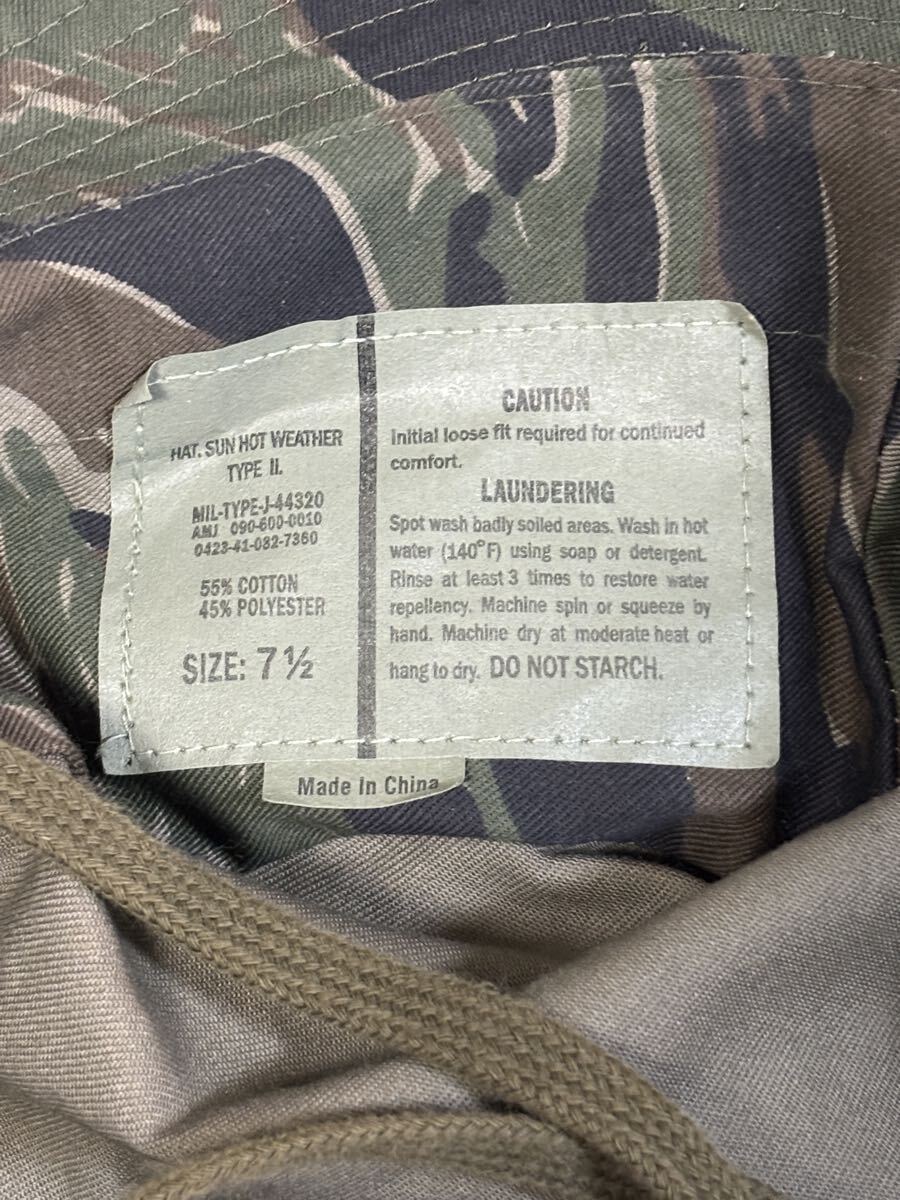 HAT. SUN HOT WEATHER
TYPE II.
MIL-TYPE-J-44320
AMJ 090-600-0010
0423-41-082-7360
55% COTTON
45% POLYESTER
SIZE: 7 ½
CAUTION
Initial loose fit required for continued
comfort.
LAUNDERING
Spot wash badly soiled areas. Wash in hot
water (140°F) using soap or detergent.
Rinse at least 3 times to restore water
repellency. Machine spin or squeeze by
hand. Machine dry at moderate heat or
hang to dry. DO NOT STARCH.
Made In China